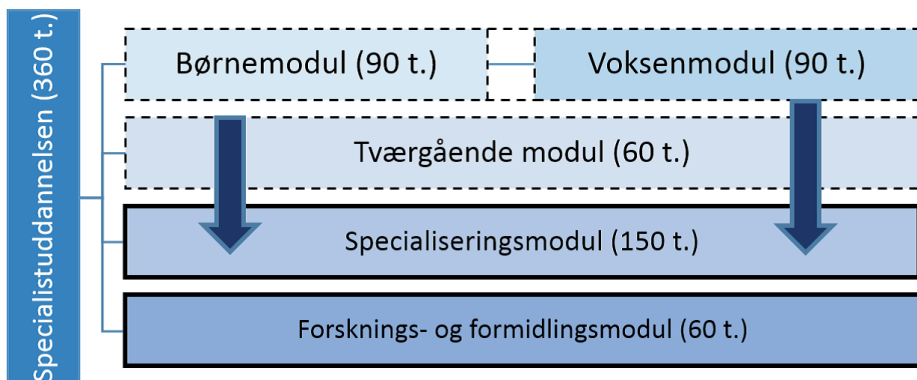 Specialistuddannelsen (360 t.)
Børnemodul (90 t.)
Voksenmodul (90 t.)
Tværgående modul (60 t.)
Specialiseringsmodul (150 t.)
Forsknings- og formidlingsmodul (60 t.)